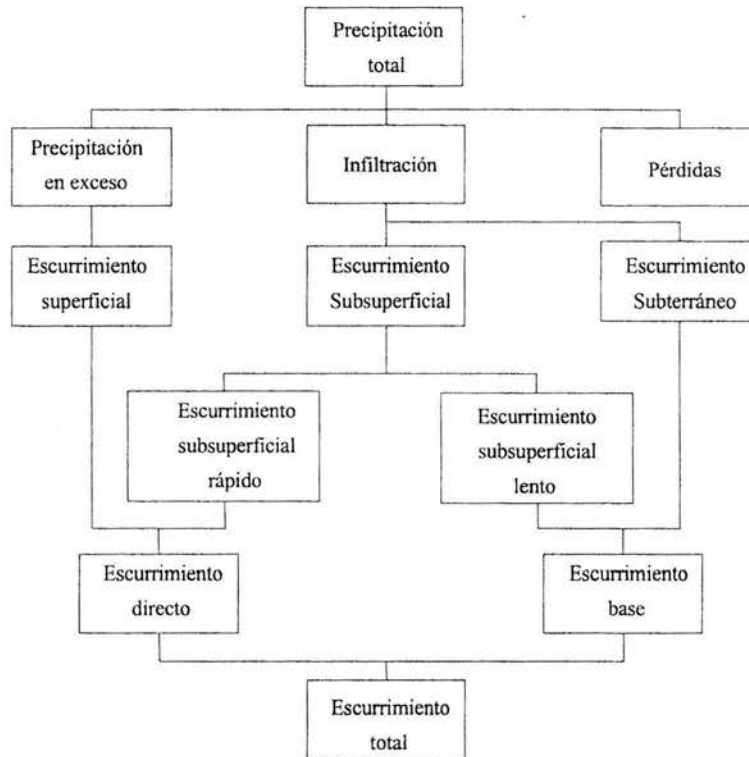 Precipitación
total
Precipitación
en exceso
Infiltración
Pérdidas
Escurrimiento
superficial
Escurrimiento
Subsuperficial
Escurrimiento
Subterráneo
Escurrimiento
subsuperficial
rápido
Escurrimiento
subsuperficial
lento
Escurrimiento
directo
Escurrimiento
base
Escurrimiento
total